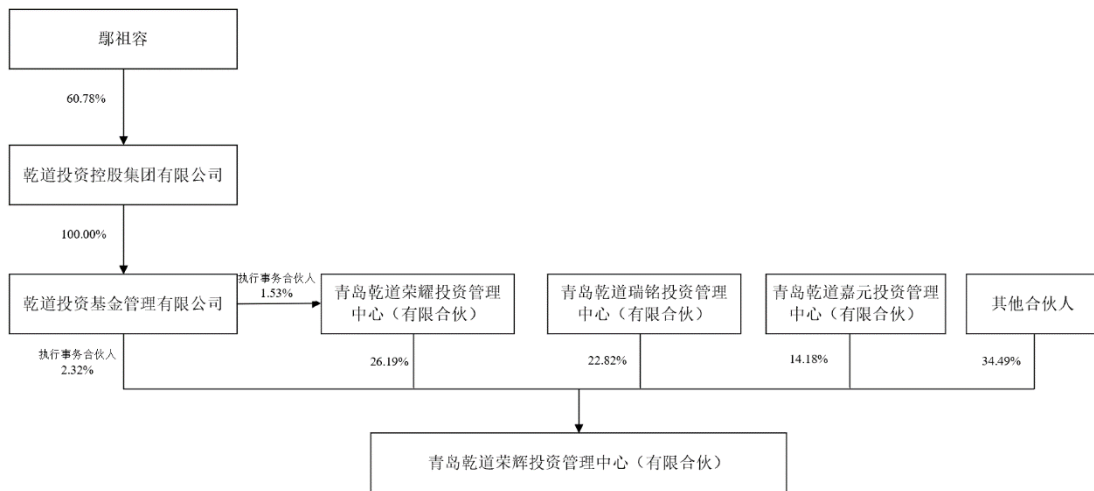 鄢祖容
60.78%
乾道投资控股集团有限公司
100.00%
乾道投资基金管理有限公司
执行事务合伙人
1.53%
青岛乾道荣耀投资管理
中心（有限合伙）
青岛乾道瑞铭投资管理
中心（有限合伙）
青岛乾道嘉元投资管理
中心（有限合伙）
其他合伙人
执行事务合伙人
2.32%
26.19%
22.82%
14.18%
34.49%
青岛乾道荣辉投资管理中心（有限合伙）